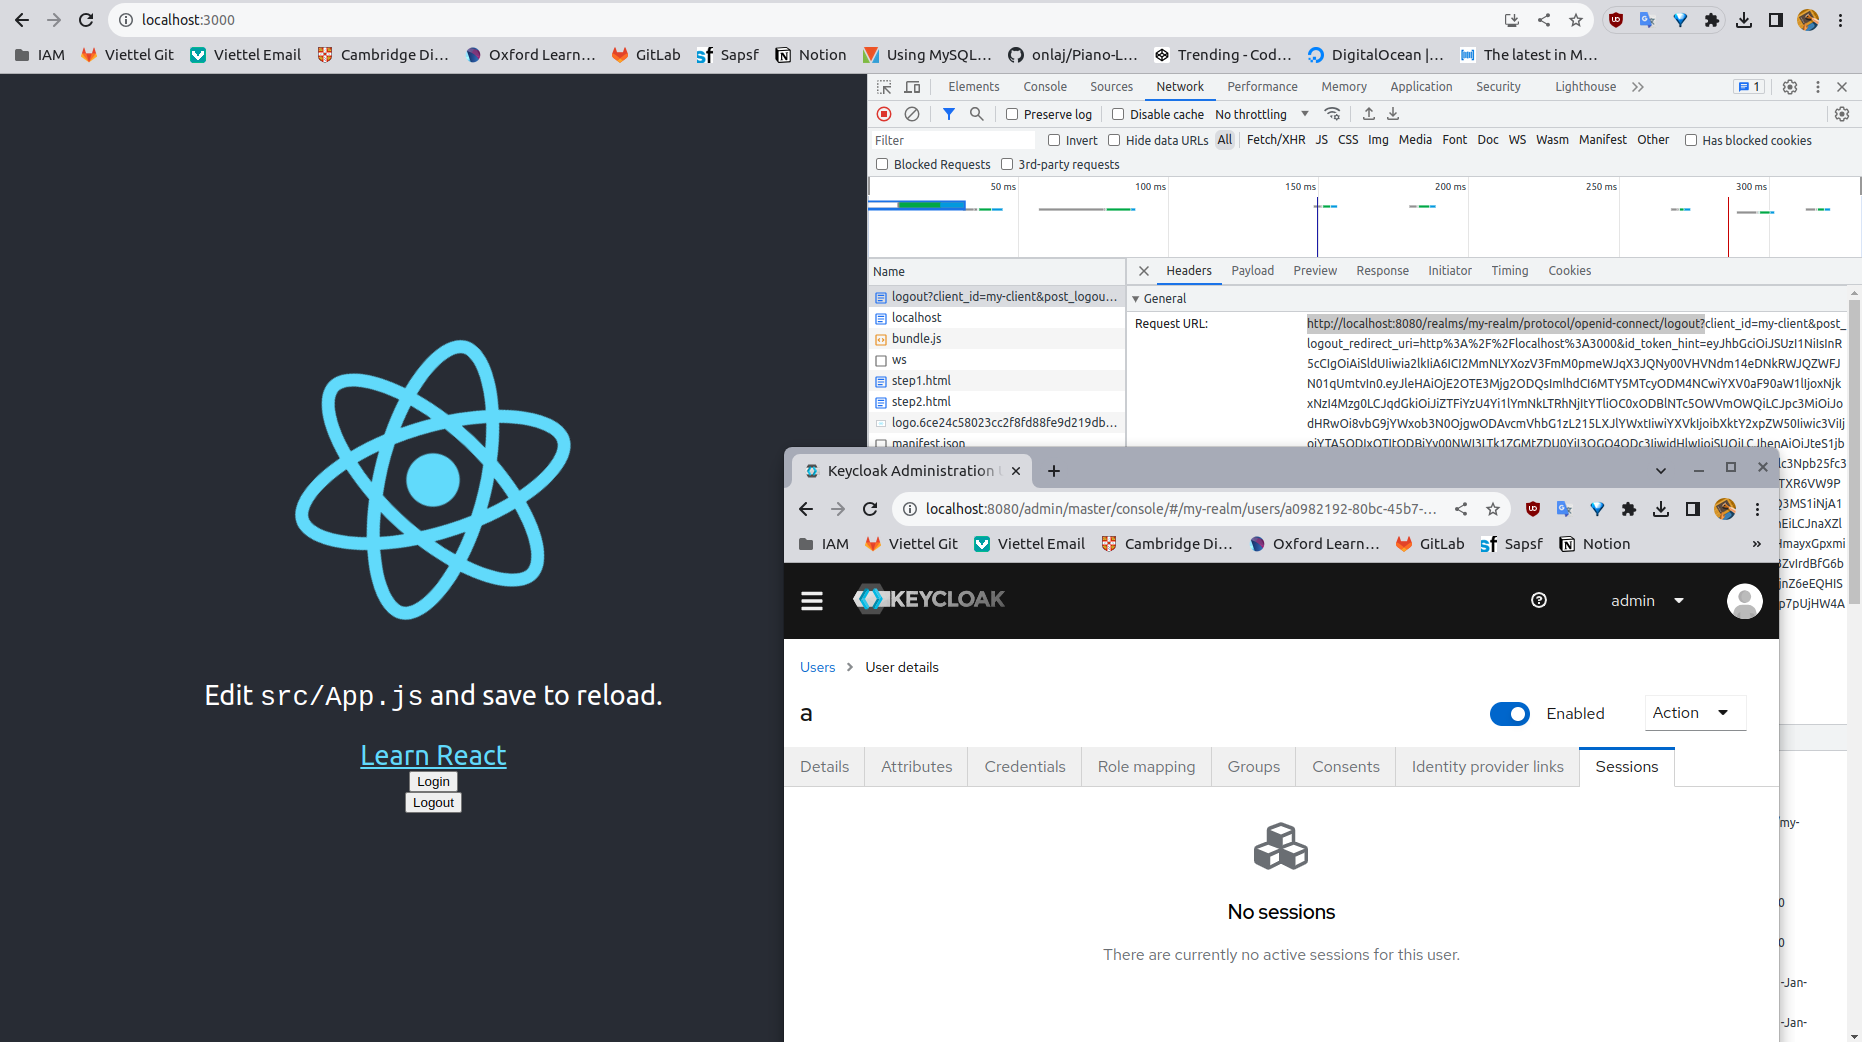 localhost:3000
IAM
Viettel Git
Viettel Email
Cambridge Di...
Oxford Learn...
GitLab
Sapsf
Notion
Using MySQL...
onlaj/Piano-L...
Trending - Cod...
DigitalOcean |...
The latest in M...
Elements
Console
Sources
Network
Performance
Memory
Application
Security
Lighthouse
1
Preserve log
Disable cache
No throttling
Filter
Invert
Hide data URLs
All
Fetch/XHR
JS
CSS
Img
Media
Font
Doc
WS
Wasm
Manifest
Other
Has blocked cookies
Blocked Requests
3rd-party requests
50 ms
100 ms
150 ms
200 ms
250 ms
300 ms
Name
Headers
Payload
Preview
Response
Initiator
Timing
Cookies
logout?client_id=my-client&post_logou...
localhost
bundle.js
ws
step1.html
step2.html
logo.6ce24c58023cc2f8fd88fe9d219db...
manifest.json
General
Request URL:
http://localhost:8080/realms/my-realm/protocol/openid-connect/logout?client_id=my-client&post_
logout_redirect_uri=http%3A%2F%2Flocalhost%3A3000&id_token_hint=eyJhbGciOiJSUzI1NiIsInR
Edit src/App.js and save to reload.
Learn React
Login
Logout
Keycloak Administration
localhost:8080/admin/master/console/#/my-realm/users/a0982192-80bc-45b7-...
IAM
Viettel Git
Viettel Email
Cambridge Di...
Oxford Learn...
GitLab
Sapsf
Notion
»
KEYCLOAK
admin
Users
User details
a
Enabled
Action
Details
Attributes
Credentials
Role mapping
Groups
Consents
Identity provider links
Sessions
No sessions
There are currently no active sessions for this user.
/my-
0
0
-Jan-
-Jan-